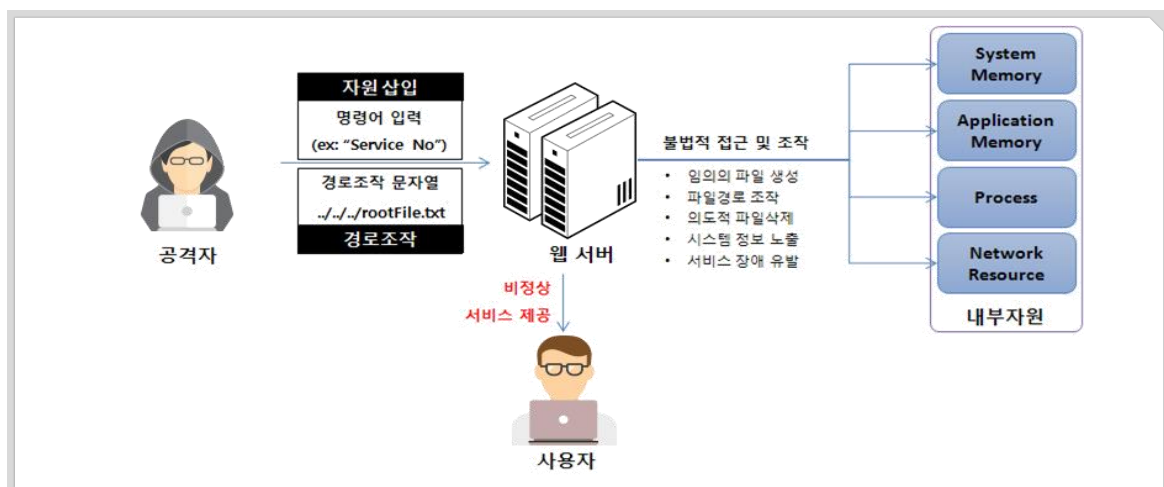 자원 삽입
명령어 입력
(ex: “Service No”)
경로조작 문자열
../../../rootFile.txt
경로조작
공격자
웹 서버
불법적 접근 및 조작
• 임의의 파일 생성
• 파일경로 조작
• 의도적 파일삭제
• 시스템 정보 노출
• 서비스 장애 유발
System
Memory
Application
Memory
Process
Network
Resource
내부자원
비정상
서비스 제공
사용자